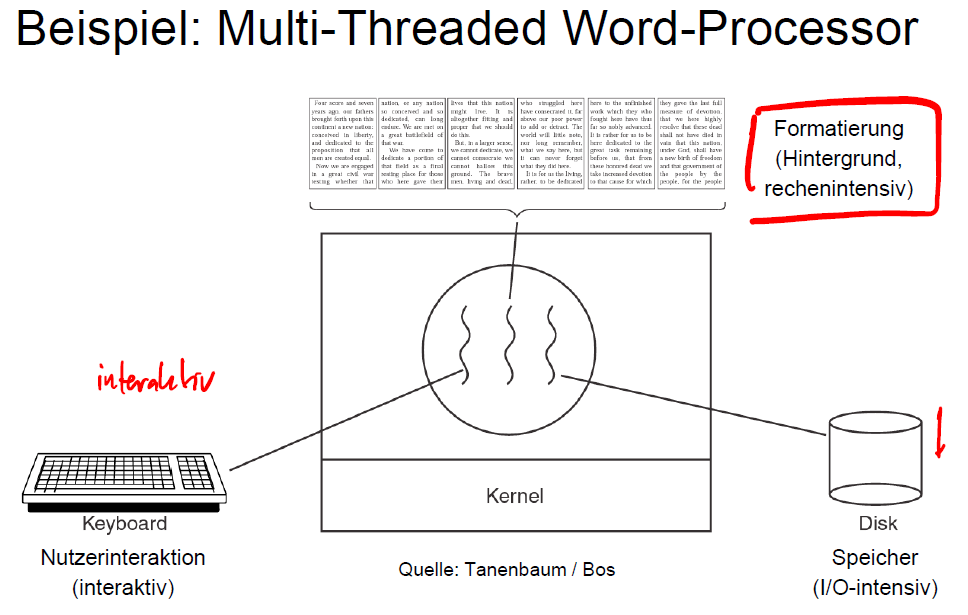 Beispiel: Multi-Threaded Word-Processor
Four score and seven
years ago, our fathers
brought forth upon this
continent a new nation:
conceived in liberty,
and dedicated to the
proposition that all
men are created equal.
Now we are engaged
in a great civil war
testing whether that
nation, or any nation
so conceived and so
dedicated, can long
endure. We are met on
a great battlefield of
that war.
We have come to
dedicate a portion of
that field as a final
resting place for those
who here gave their
lives that this nation
might live. It is
altogether fitting and
proper that we should
do this.
But, in a larger sense,
we cannot dedicate, we
cannot consecrate we
cannot hallow this
ground. The brave
men, living and dead,
who struggled here
have consecrated it, far
above our poor power
to add or detract. The
world will little note,
nor long remember,
what we say here, but
it can never forget
what they did here.
It is for us the living,
rather, to be dedicated
here to the unfinished
work which they who
fought here have thus
far so nobly advanced.
It is rather for us to be
here dedicated to the
great task remaining
before us, that from
these honored dead we
take increased devotion
to that cause for which
they gave the last full
measure of devotion,
that we here highly
resolve that these dead
shall not have died in
vain that this nation,
under God, shall have
a new birth of freedom
and that government of
the people by the
people, for the people
Formatierung
(Hintergrund,
rechenintensiv)
interaktiv
Kernel
Keyboard
Disk
Nutzerinteraktion
(interaktiv)
Quelle: Tanenbaum / Bos
Speicher
(I/O-intensiv)